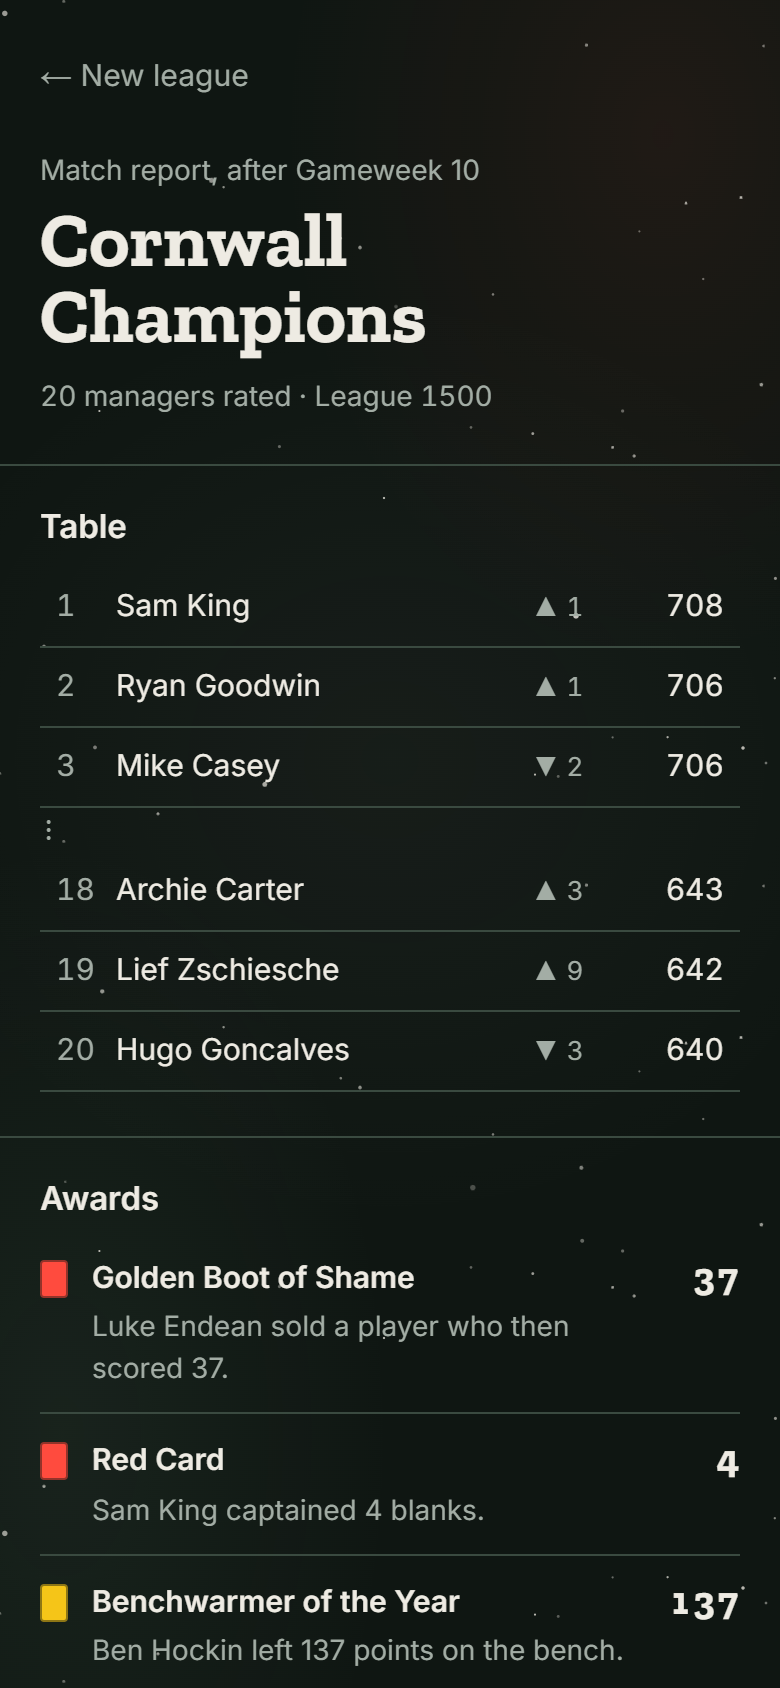 ← New league
Match report, after Gameweek 10
Cornwall
Champions
20 managers rated · League 1500
Table
1 Sam King ▲ 1 708
2 Ryan Goodwin ▲ 1 706
3 Mike Casey ▼ 2 706
⋮
18 Archie Carter ▲ 3 643
19 Lief Zschiesche ▲ 9 642
20 Hugo Goncalves ▼ 3 640
Awards
Golden Boot of Shame 37
Luke Endean sold a player who then
scored 37.
Red Card 4
Sam King captained 4 blanks.
Benchwarmer of the Year 137
Ben Hockin left 137 points on the bench.